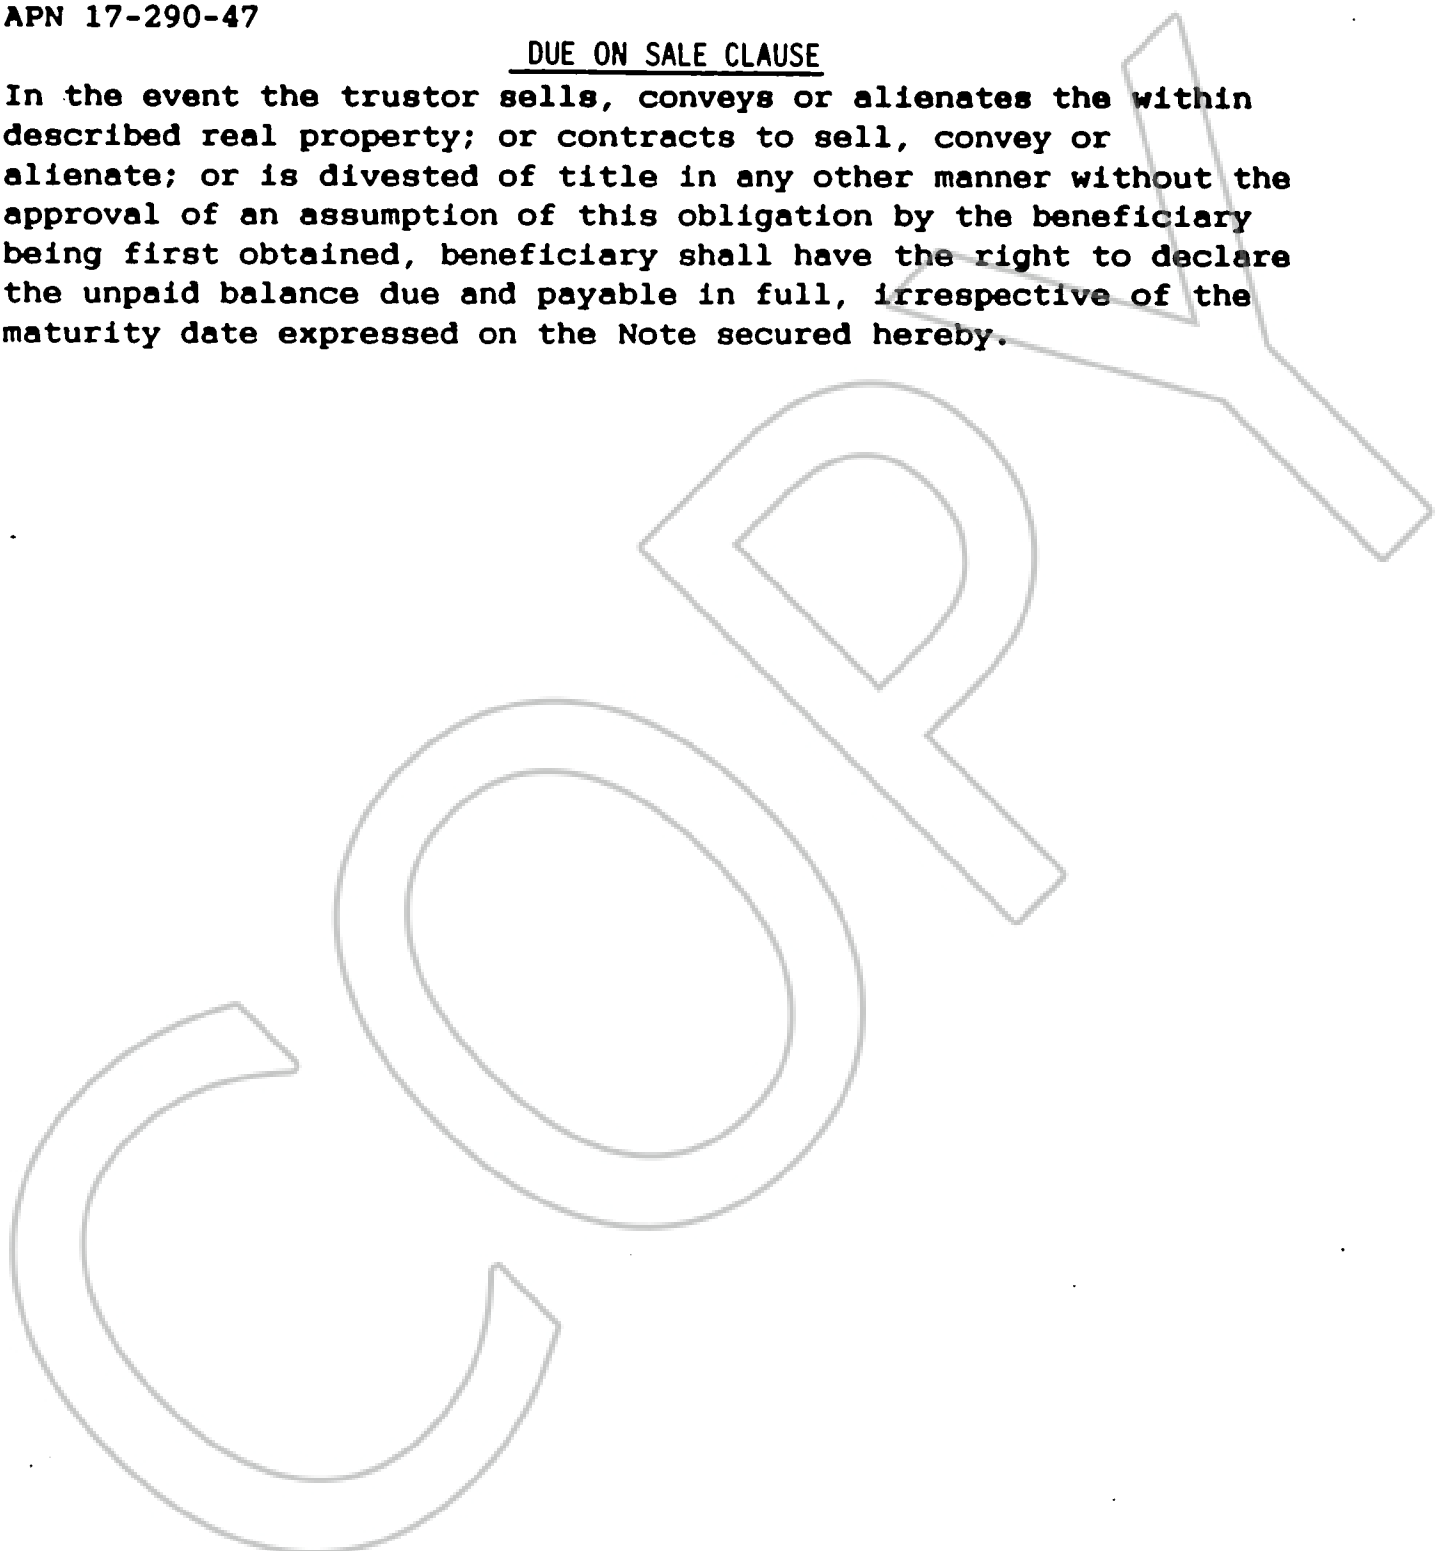 APN 17-290-47
DUE ON SALE CLAUSE
In the event the trustor sells, conveys or alienates the within
described real property; or contracts to sell, convey or
alienate; or is divested of title in any other manner without the
approval of an assumption of this obligation by the beneficiary
being first obtained, beneficiary shall have the right to declare
the unpaid balance due and payable in full, irrespective of the
maturity date expressed on the Note secured hereby.
COPY